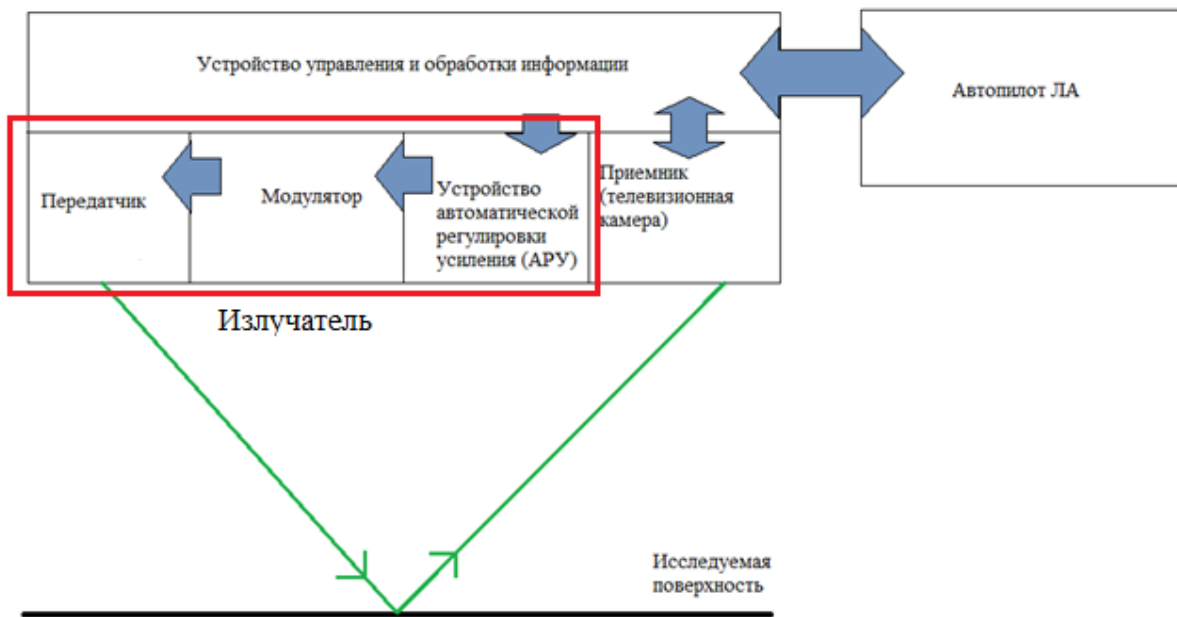 Устройство управления и обработки информации
Автопилот ЛА
Передатчик
Модулятор
Устройство
автоматической
регулировки
усиления (АРУ)
Приемник
(телевизионная
камера)
Излучатель
Исследуемая
поверхность